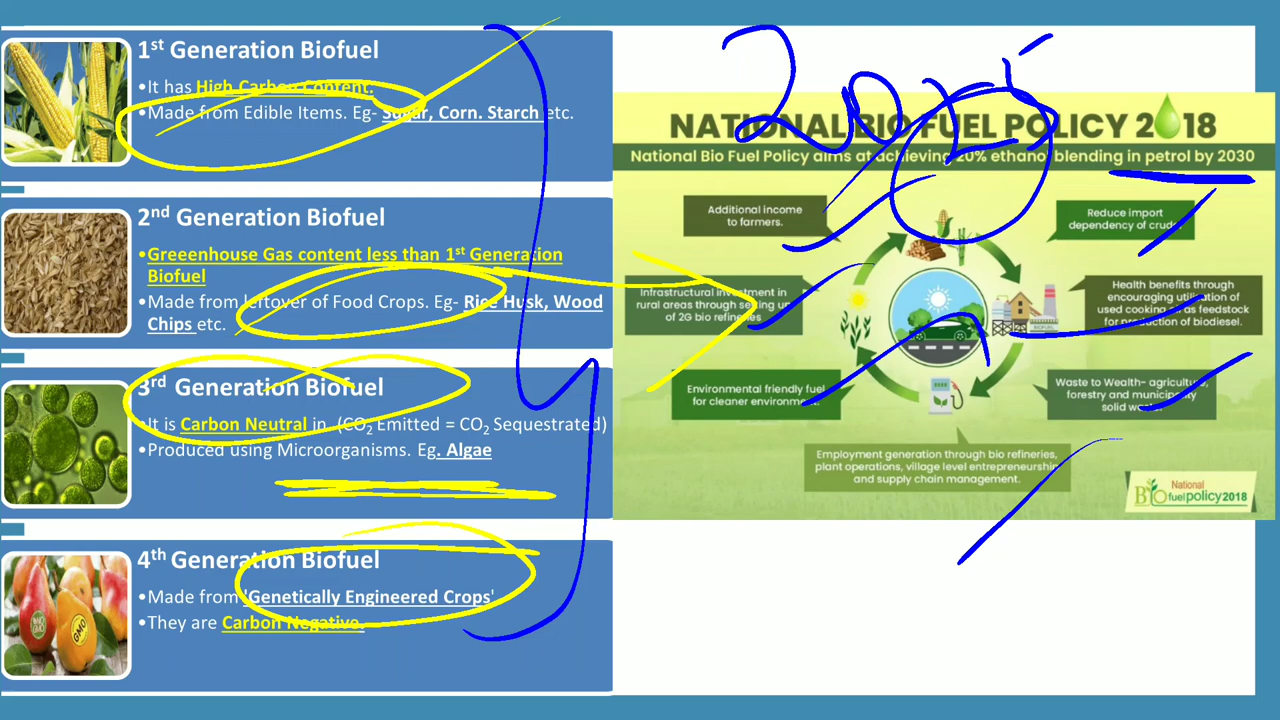 1st Generation Biofuel
•It has High Carbon Content.
•Made from Edible Items. Eg- Sugar, Corn. Starch etc.
2nd Generation Biofuel
•Greeenhouse Gas content less than 1st Generation
Biofuel
•Made from leftover of Food Crops. Eg- Rice Husk, Wood
Chips etc.
3rd Generation Biofuel
•It is Carbon Neutral in (CO2 Emitted = CO2 Sequestrated)
•Produced using Microorganisms. Eg. Algae
4th Generation Biofuel
•Made from 'Genetically Engineered Crops'
•They are Carbon Negative.
NON GMO
GMO
2025
NATIONAL BIO FUEL POLICY 2018
National Bio Fuel Policy aims at achieving 20% ethanol blending in petrol by 2030
Additional income
to farmers.
Reduce import
dependency of crude.
Infrastructural investment in
rural areas through setting up
of 2G bio refineries
Health benefits through
encouraging utilization of
used cooking oil as feedstock
for production of biodiesel.
BIOFUEL
Environmental friendly fuel
for cleaner environment.
Waste to Wealth- agriculture,
forestry and municipality
solid waste.
Employment generation through bio refineries,
plant operations, village level entrepreneurship
and supply chain management.
National
Biofuelpolicy2018